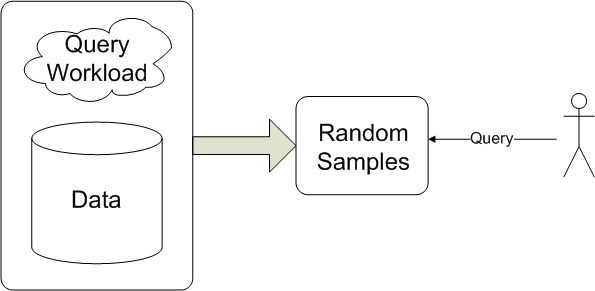 Query
Workload
Data
Random
Samples
Query